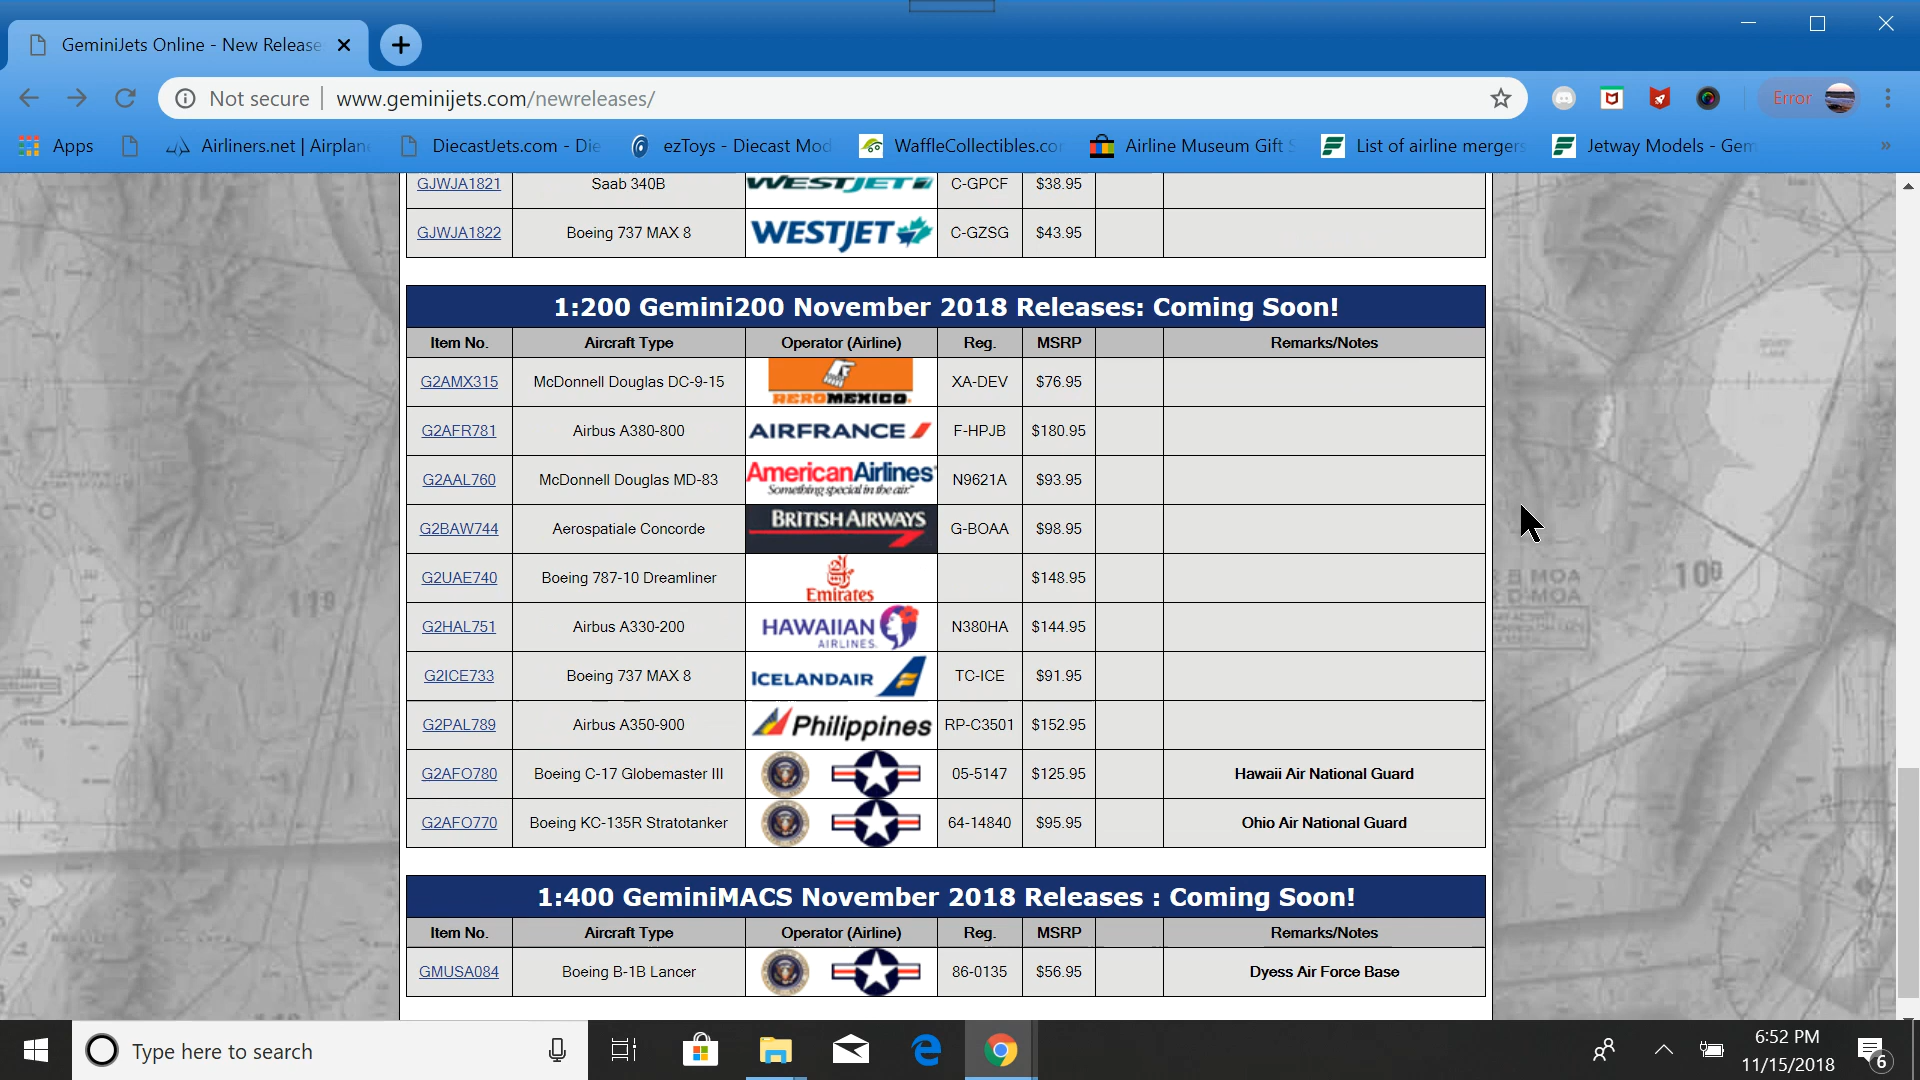 GeminiJets Online - New Release
Not secure | www.geminijets.com/newreleases/
Error
Apps
Airliners.net | Airplan
DiecastJets.com - Die
ezToys - Diecast Mod
WaffleCollectibles.co
Airline Museum Gift S
List of airline mergers
Jetway Models - Gem
»
GJWJA1821 Saab 340B WESTJET C-GPCF $38.95
GJWJA1822 Boeing 737 MAX 8 WESTJET C-GZSG $43.95
1:200 Gemini200 November 2018 Releases: Coming Soon!
Item No. Aircraft Type Operator (Airline) Reg. MSRP Remarks/Notes
G2AMX315 McDonnell Douglas DC-9-15 AEROMEXICO. XA-DEV $76.95
G2AFR781 Airbus A380-800 AIRFRANCE F-HPJB $180.95
G2AAL760 McDonnell Douglas MD-83 AmericanAirlines Something special in the air. N9621A $93.95
G2BAW744 Aerospatiale Concorde BRITISH AIRWAYS G-BOAA $98.95
G2UAE740 Boeing 787-10 Dreamliner Emirates $148.95
G2HAL751 Airbus A330-200 HAWAIIAN AIRLINES. N380HA $144.95
G2ICE733 Boeing 737 MAX 8 ICELANDAIR TC-ICE $91.95
G2PAL789 Airbus A350-900 Philippines RP-C3501 $152.95
G2AFO780 Boeing C-17 Globemaster III 05-5147 $125.95 Hawaii Air National Guard
G2AFO770 Boeing KC-135R Stratotanker 64-14840 $95.95 Ohio Air National Guard
1:400 GeminiMACS November 2018 Releases : Coming Soon!
Item No. Aircraft Type Operator (Airline) Reg. MSRP Remarks/Notes
GMUSA084 Boeing B-1B Lancer 86-0135 $56.95 Dyess Air Force Base
Type here to search
6:52 PM
11/15/2018
6